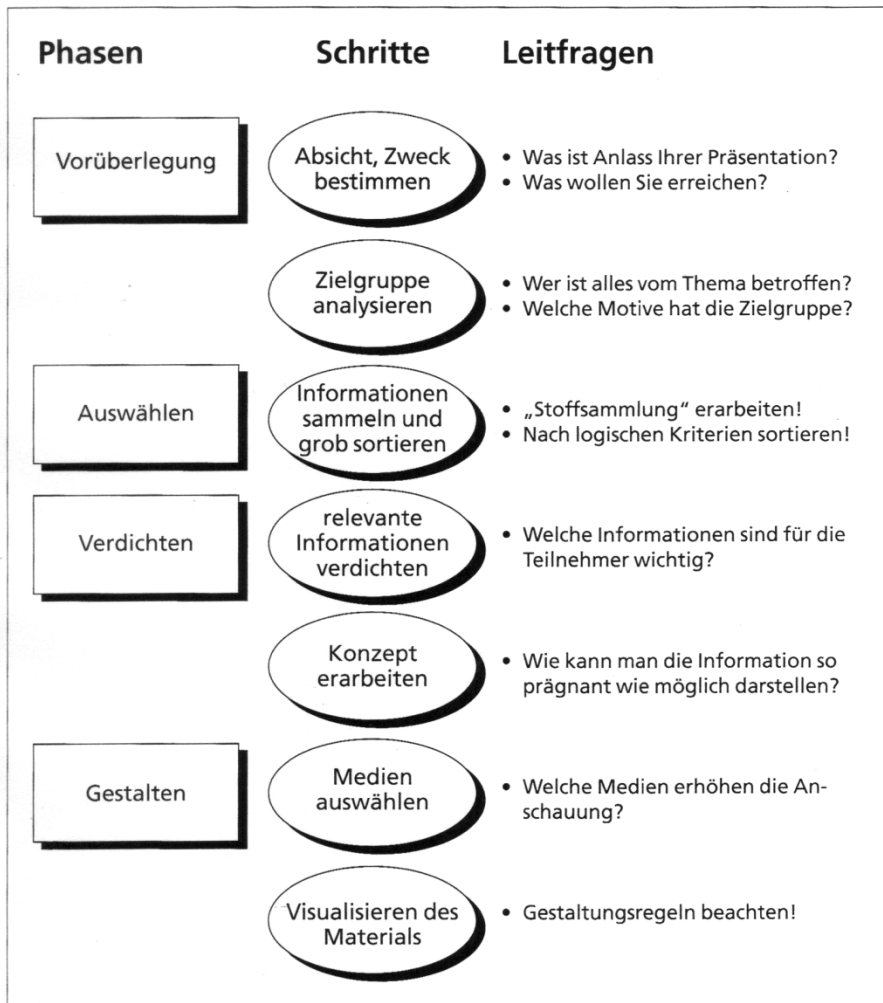 Phasen Schritte Leitfragen
Vorüberlegung
Absicht, Zweck
bestimmen
• Was ist Anlass Ihrer Präsentation?
• Was wollen Sie erreichen?
Zielgruppe
analysieren
• Wer ist alles vom Thema betroffen?
• Welche Motive hat die Zielgruppe?
Auswählen
Informationen
sammeln und
grob sortieren
• „Stoffsammlung“ erarbeiten!
• Nach logischen Kriterien sortieren!
Verdichten
relevante
Informationen
verdichten
• Welche Informationen sind für die
Teilnehmer wichtig?
Konzept
erarbeiten
• Wie kann man die Information so
prägnant wie möglich darstellen?
Gestalten
Medien
auswählen
• Welche Medien erhöhen die An-
schauung?
Visualisieren des
Materials
• Gestaltungsregeln beachten!